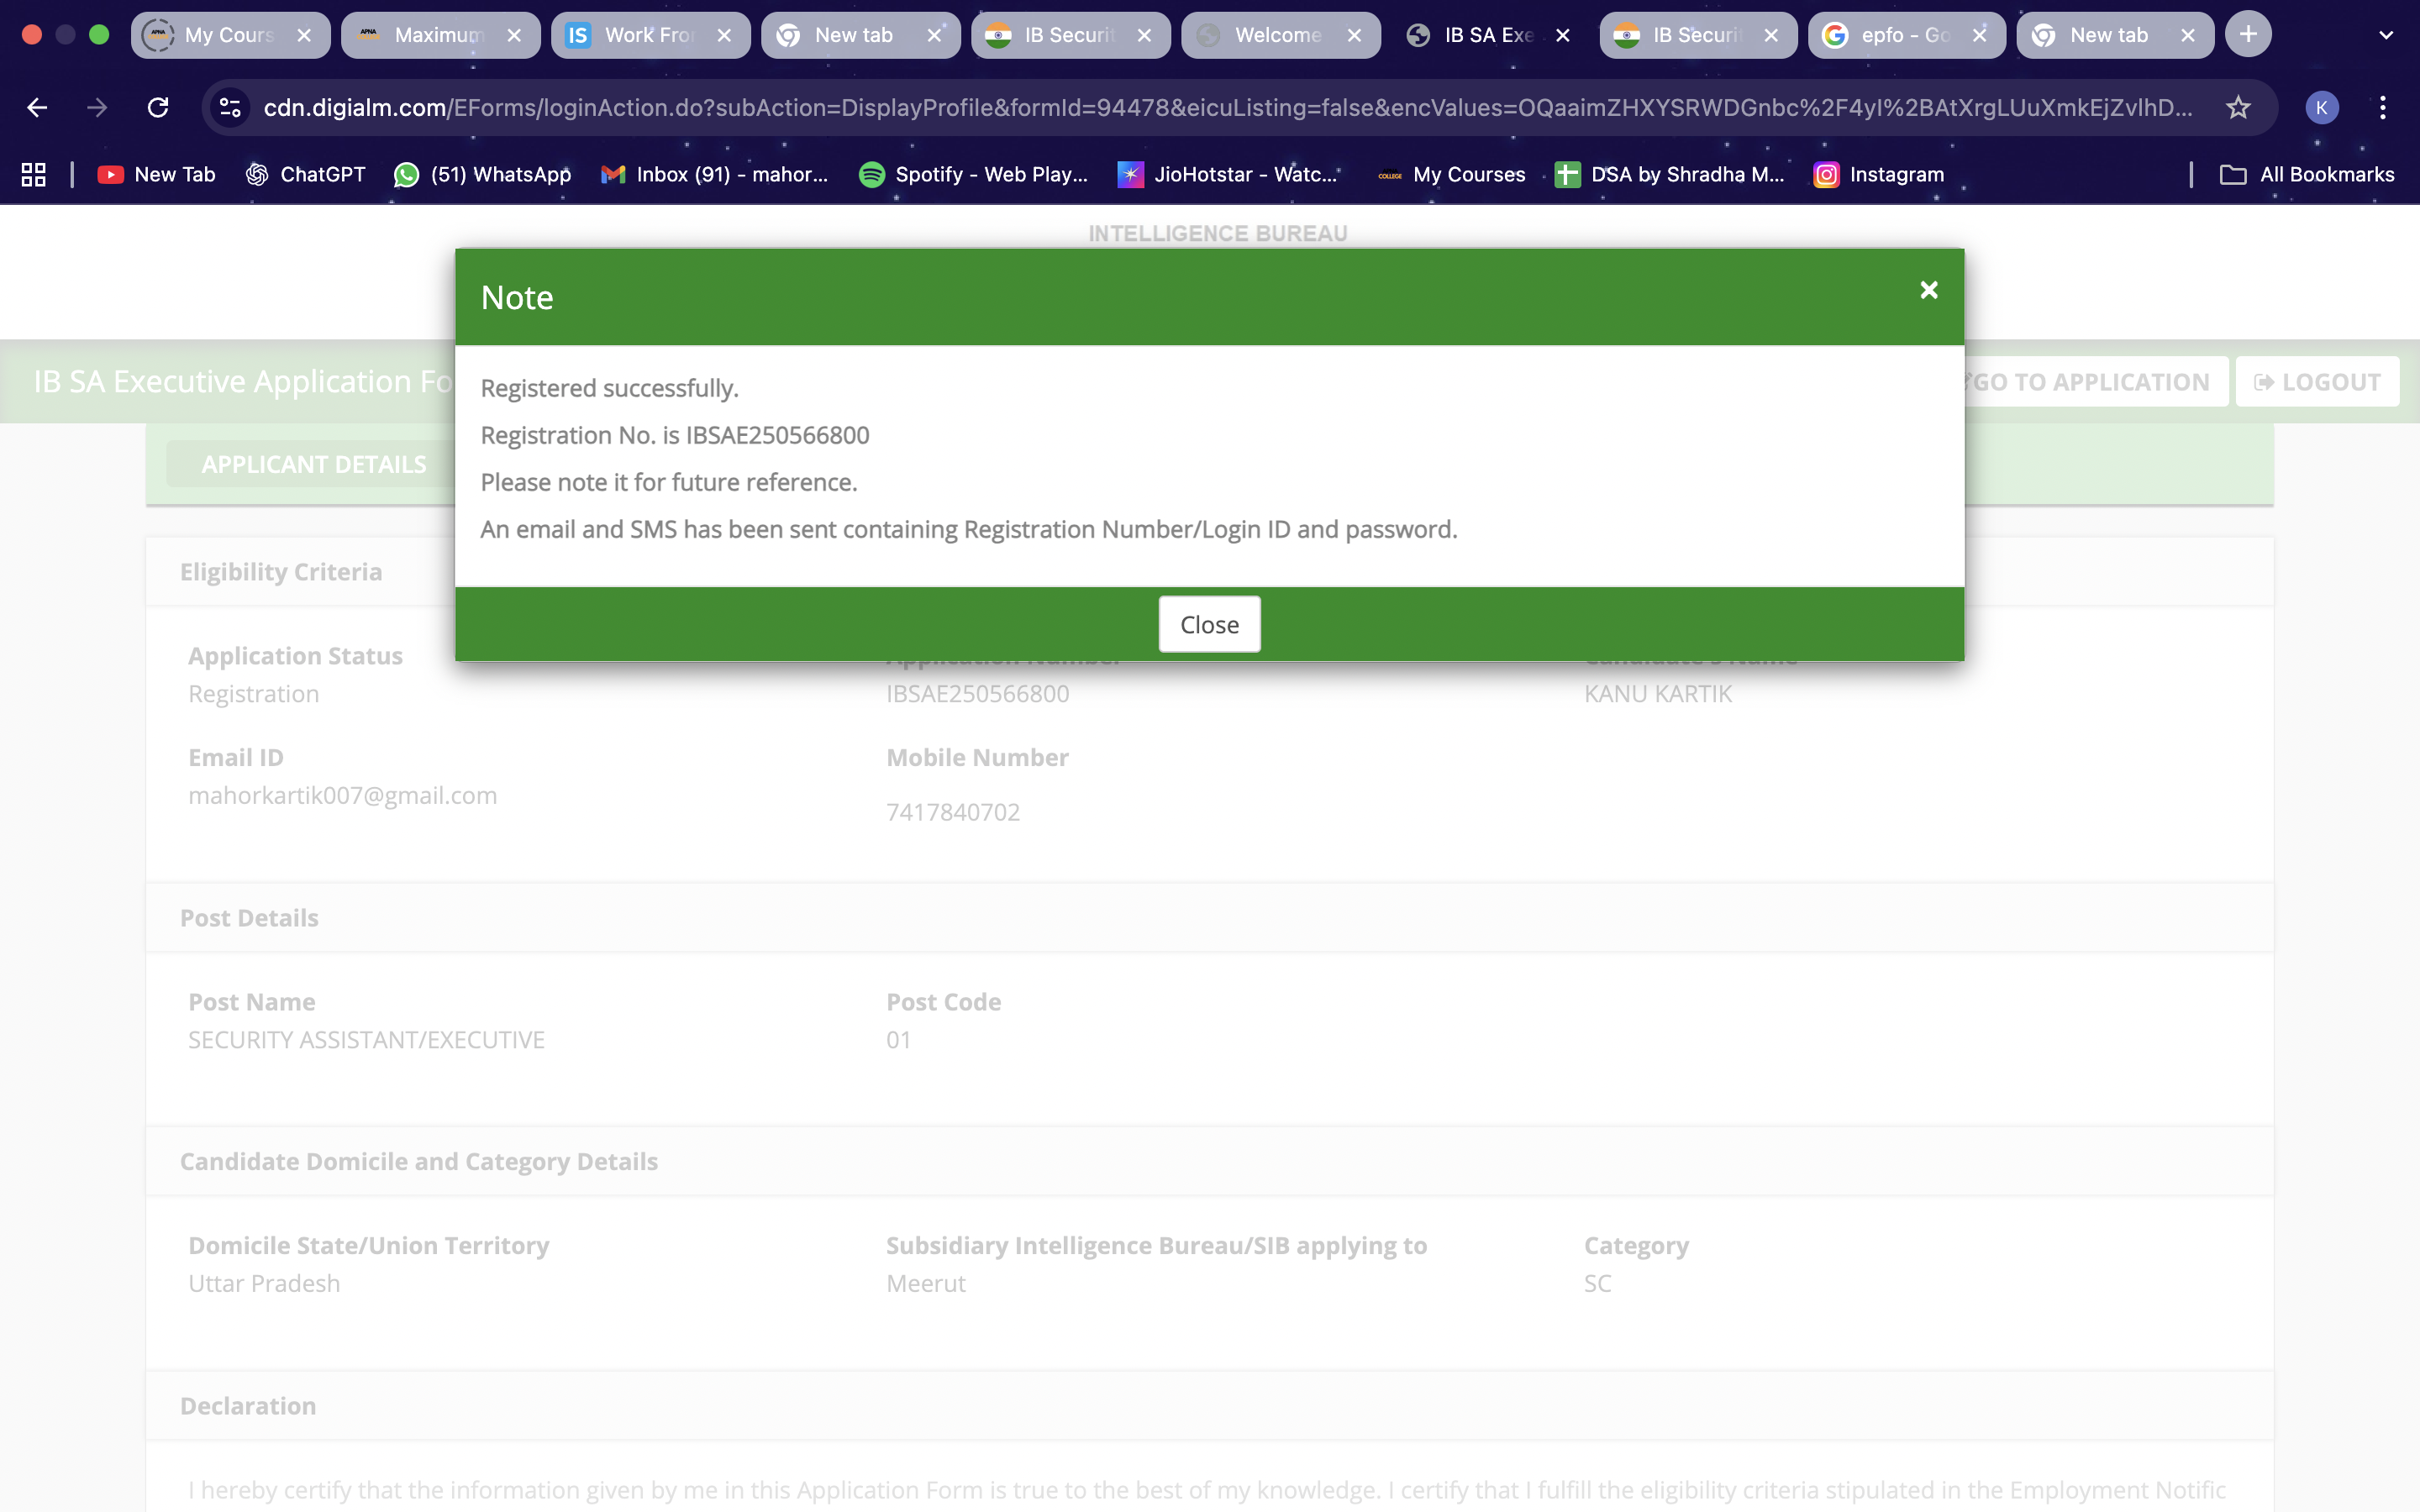 My Cours
Maximum
IS Work Fro
New tab
IB Securit
Welcome
IB SA Exe
IB Securi
epfo - Go
New tab
cdn.digialm.com/EForms/loginAction.do?subAction=DisplayProfile&formId=94478&eicuListing=false&encValues=OQaaimZHXYSRWDGnbc%2F4yI%2BAtXrgLUuXmkEjZvlhD...
K
New Tab
ChatGPT
(51) WhatsApp
Inbox (91) - mahor...
Spotify - Web Play...
JioHotstar - Watc...
My Courses
DSA by Shradha M...
Instagram
All Bookmarks
INTELLIGENCE BUREAU
Note
IB SA Executive Application Fo
GO TO APPLICATION
LOGOUT
Registered successfully.
Registration No. is IBSAE250566800
Please note it for future reference.
An email and SMS has been sent containing Registration Number/Login ID and password.
Close
APPLICANT DETAILS
Eligibility Criteria
Application Status
Application Number
Candidate's Name
Registration
IBSAE250566800
KANU KARTIK
Email ID
Mobile Number
mahorkartik007@gmail.com
7417840702
Post Details
Post Name
Post Code
SECURITY ASSISTANT/EXECUTIVE
01
Candidate Domicile and Category Details
Domicile State/Union Territory
Subsidiary Intelligence Bureau/SIB applying to
Category
Uttar Pradesh
Meerut
SC
Declaration
I hereby certify that the information given by me in this Application Form is true to the best of my knowledge. I certify that I fulfill the eligibility criteria stipulated in the Employment Notific